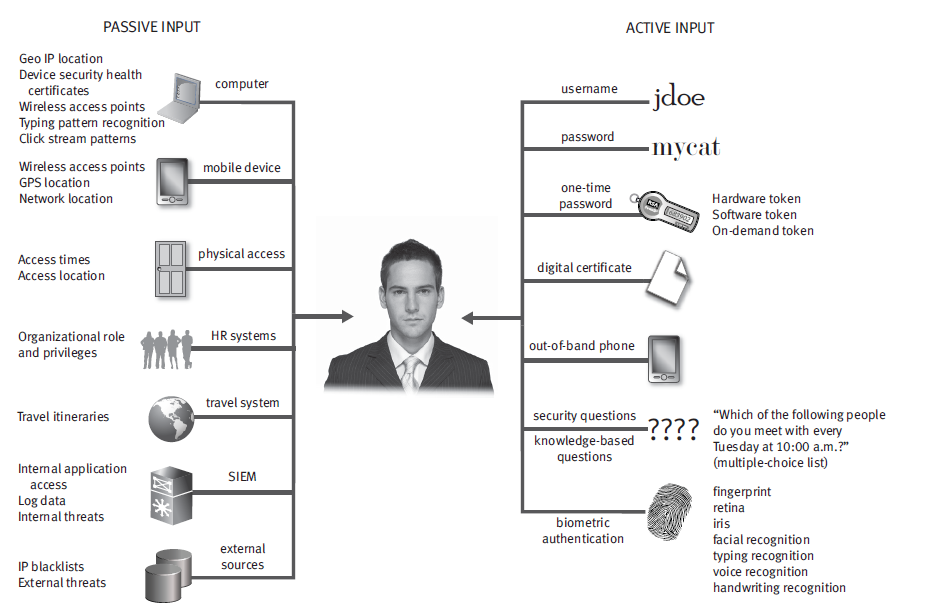 PASSIVE INPUT
Geo IP location
Device security health
certificates
Wireless access points
Typing pattern recognition
Click stream patterns
computer
Wireless access points
GPS location
Network location
mobile device
Access times
Access location
physical access
Organizational role
and privileges
HR systems
Travel itineraries
travel system
Internal application
access
Log data
Internal threats
SIEM
IP blacklists
External threats
external
sources
ACTIVE INPUT
username
jdoe
password
mycat
one-time
password
Hardware token
Software token
On-demand token
digital certificate
out-of-band phone
security questions
knowledge-based
questions
????
“Which of the following people
do you meet with every
Tuesday at 10:00 a.m.?”
(multiple-choice list)
biometric
authentication
fingerprint
retina
iris
facial recognition
typing recognition
voice recognition
handwriting recognition